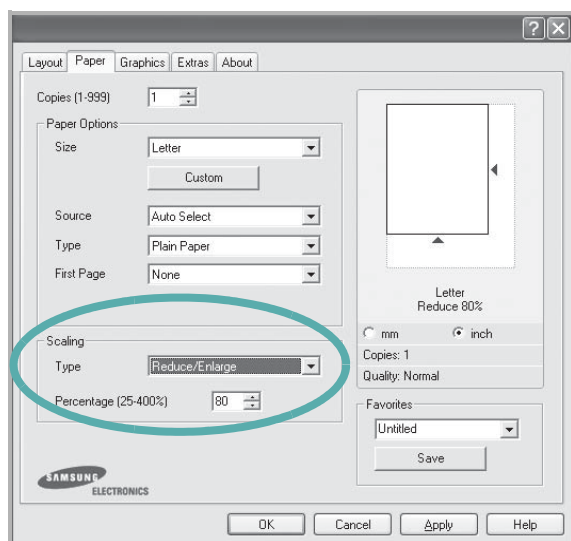 ? X
Layout Paper Graphics Extras About
Copies (1-999) 1
Paper Options
Size Letter
Custom
Source Auto Select
Type Plain Paper
First Page None
Scaling
Type Reduce/Enlarge
Percentage (25-400%) 80
SAMSUNG
ELECTRONICS
Letter
Reduce 80%
mm inch
Copies: 1
Quality: Normal
Favorites
Untitled
Save
OK Cancel Apply Help